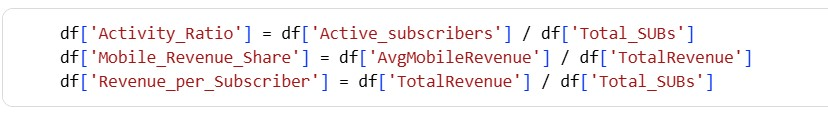 df['Activity_Ratio'] = df['Active_subscribers'] / df['Total_SUBs']
df['Mobile_Revenue_Share'] = df['AvgMobileRevenue'] / df['TotalRevenue']
df['Revenue_per_Subscriber'] = df['TotalRevenue'] / df['Total_SUBs']